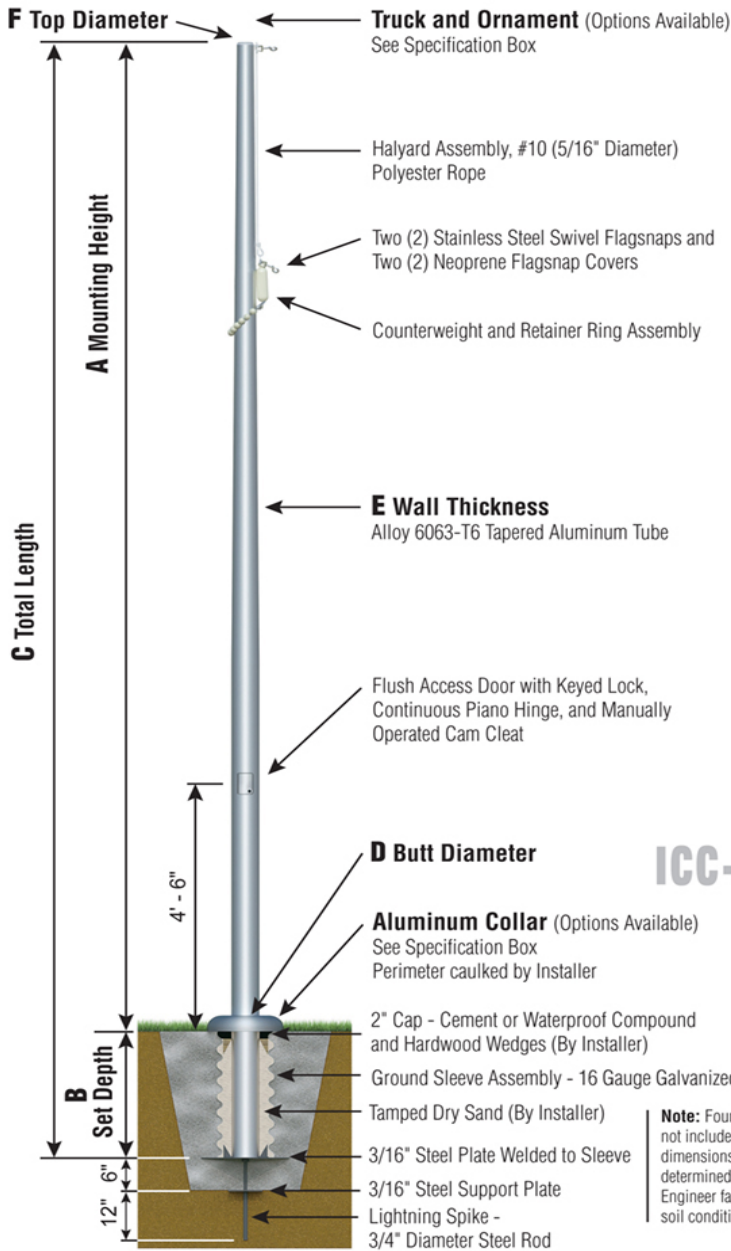 F Top Diameter
Truck and Ornament (Options Available)
See Specification Box
Halyard Assembly, #10 (5/16" Diameter)
Polyester Rope
A Mounting Height
Two (2) Stainless Steel Swivel Flagsnaps and
Two (2) Neoprene Flagsnap Covers
Counterweight and Retainer Ring Assembly
E Wall Thickness
Alloy 6063-T6 Tapered Aluminum Tube
C Total Length
Flush Access Door with Keyed Lock,
Continuous Piano Hinge, and Manually
Operated Cam Cleat
4' - 6"
D Butt Diameter
ICC-
Aluminum Collar (Options Available)
See Specification Box
Perimeter caulked by Installer
2" Cap - Cement or Waterproof Compound
and Hardwood Wedges (By Installer)
B
Set Depth
Ground Sleeve Assembly - 16 Gauge Galvanized
Tamped Dry Sand (By Installer)
3/16" Steel Plate Welded to Sleeve
6"
3/16" Steel Support Plate
12"
Lightning Spike -
3/4" Diameter Steel Rod
Note: Four
not include
dimensions
determined
Engineer fa
soil conditi